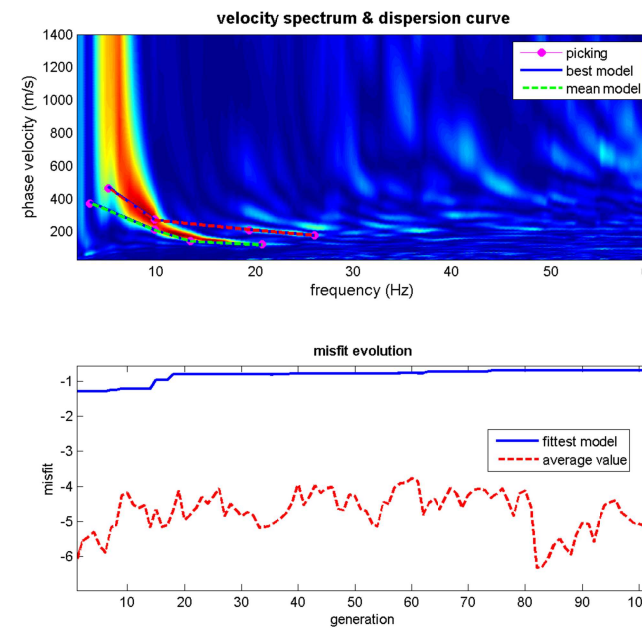 velocity spectrum & dispersion curve
1400
1200
1000
800
600
400
200
phase velocity (m/s)
picking
best model
mean model
10 20 30 40 50
frequency (Hz)
misfit evolution
-1
-2
-3
-4
-5
-6
misfit
fittest model
average value
10 20 30 40 50 60 70 80 90
generation